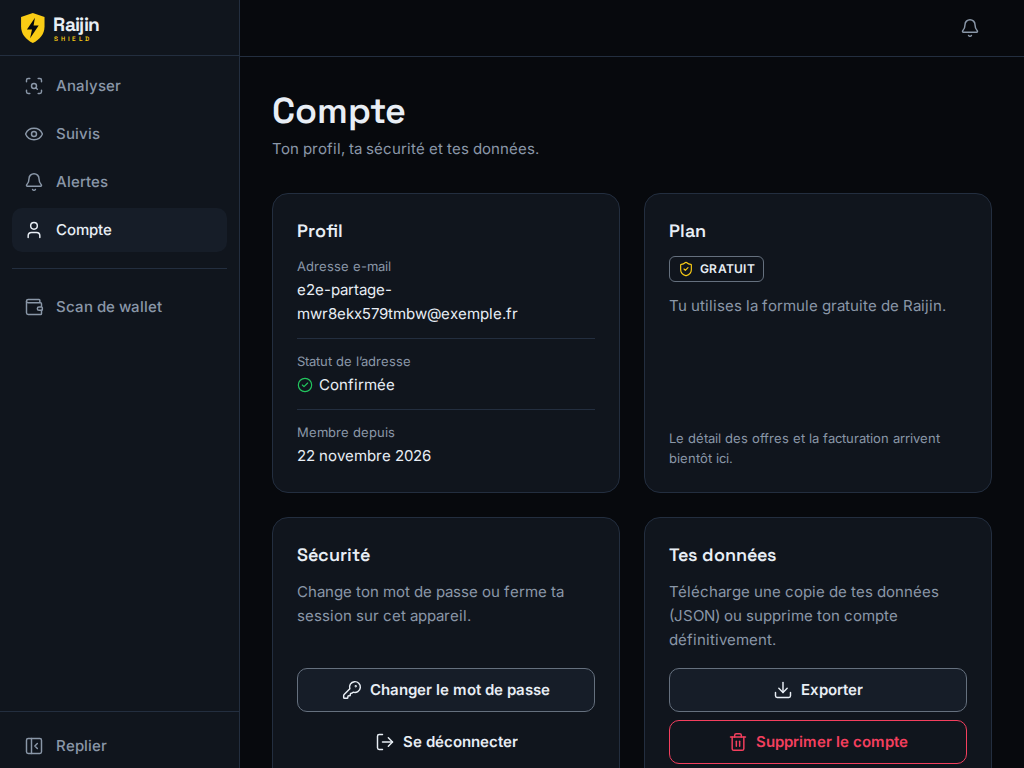 Raijin
SHIELD
Analyser
Suivis
Alertes
Compte
Scan de wallet
Replier
Compte
Ton profil, ta sécurité et tes données.
Profil
Adresse e-mail
e2e-partage-
mwr8ekx579tmbw@exemple.fr
Statut de l’adresse
Confirmée
Membre depuis
22 novembre 2026
Plan
GRATUIT
Tu utilises la formule gratuite de Raijin.
Le détail des offres et la facturation arrivent
bientôt ici.
Sécurité
Change ton mot de passe ou ferme ta
session sur cet appareil.
Changer le mot de passe
Se déconnecter
Tes données
Télécharge une copie de tes données
(JSON) ou supprime ton compte
définitivement.
Exporter
Supprimer le compte